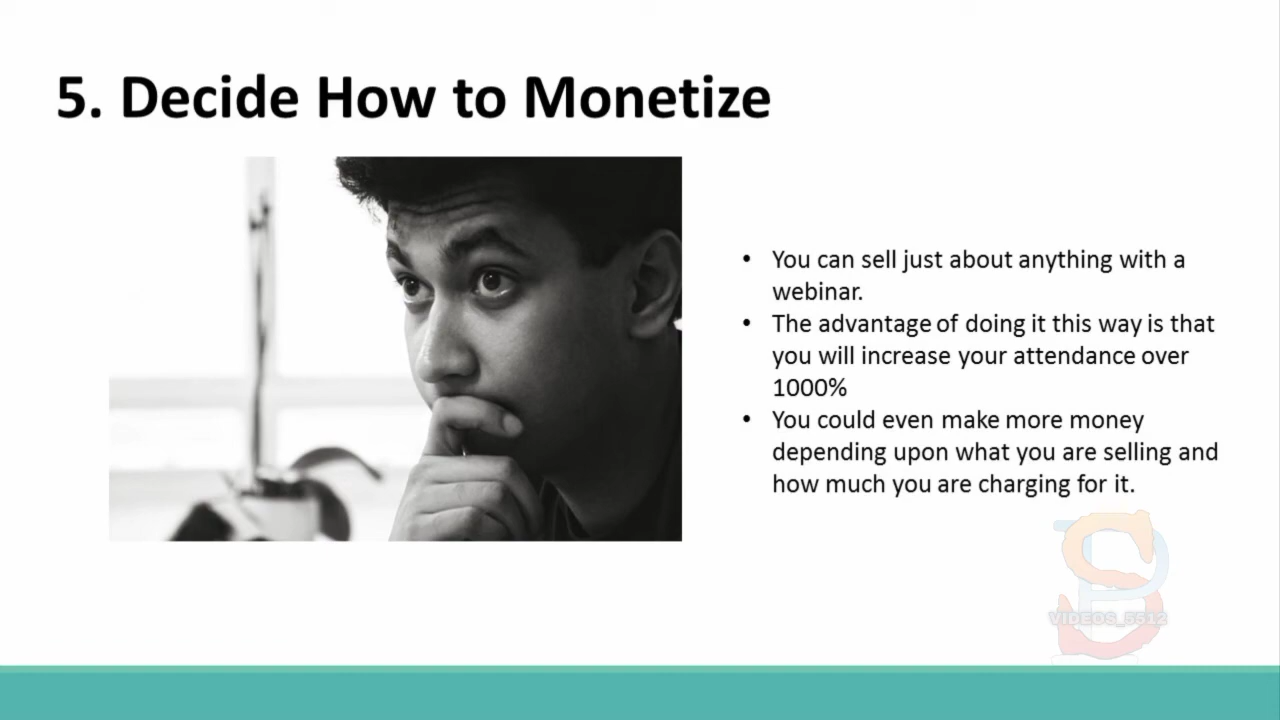 5. Decide How to Monetize
• You can sell just about anything with a
webinar.
• The advantage of doing it this way is that
you will increase your attendance over
1000%
• You could even make more money
depending upon what you are selling and
how much you are charging for it.
SP
VIDEOS_5512